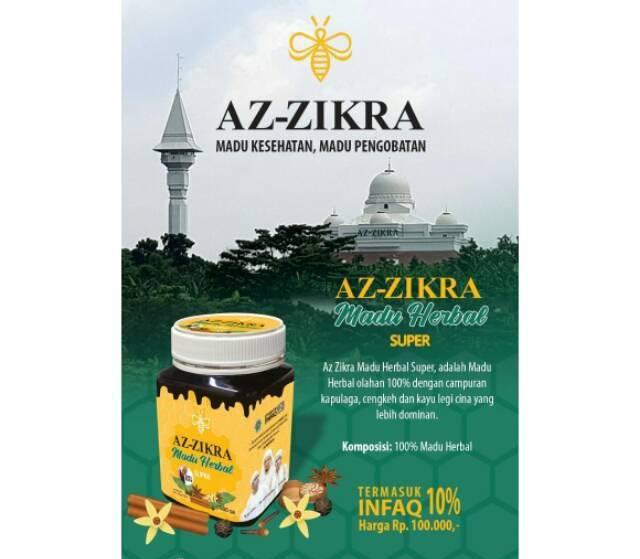 AZ-ZIKRA
MADU KESEHATAN, MADU PENGOBATAN
AZ-ZIKRA
AZ-ZIKRA
Madu Herbal
SUPER
Az Zikra Madu Herbal Super, adalah Madu
Herbal olahan 100% dengan campuran
kapulaga, cengkeh dan kayu legi cina yang
lebih dominan.
Komposisi: 100% Madu Herbal
AZ-ZIKRA
Madu Herbal
SUPER
TERMASUK
INFAQ 10%
Harga Rp. 100.000,-